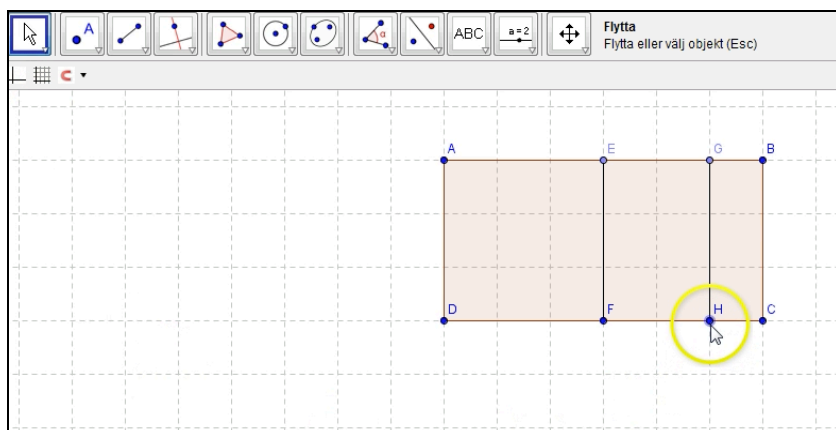 A
α
ABC
a = 2
Flytta
Flytta eller välj objekt (Esc)
A
E
G
B
D
F
H
C